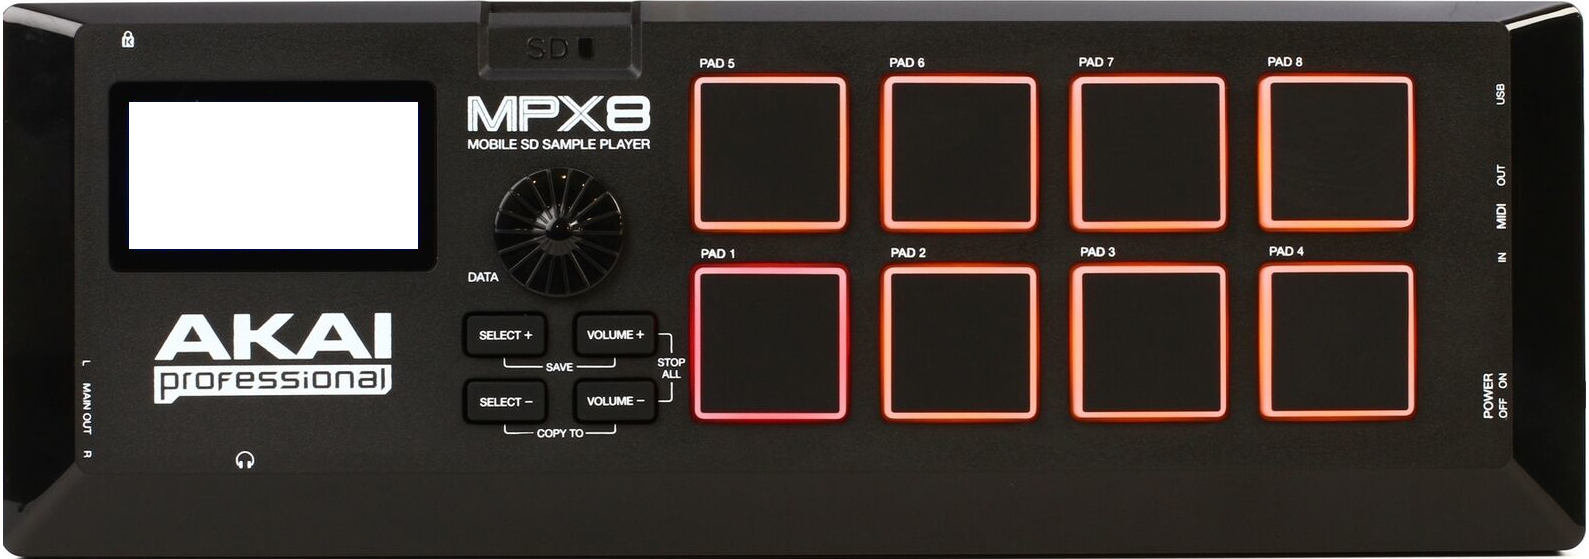 SD
MPX8
MOBILE SD SAMPLE PLAYER
DATA
AKAI
professional
SELECT +
VOLUME +
SAVE
STOP
ALL
SELECT −
VOLUME −
COPY TO
PAD 5
PAD 6
PAD 7
PAD 8
PAD 1
PAD 2
PAD 3
PAD 4
L MAIN OUT R
USB
MIDI
OUT
IN
POWER
ON
OFF
K